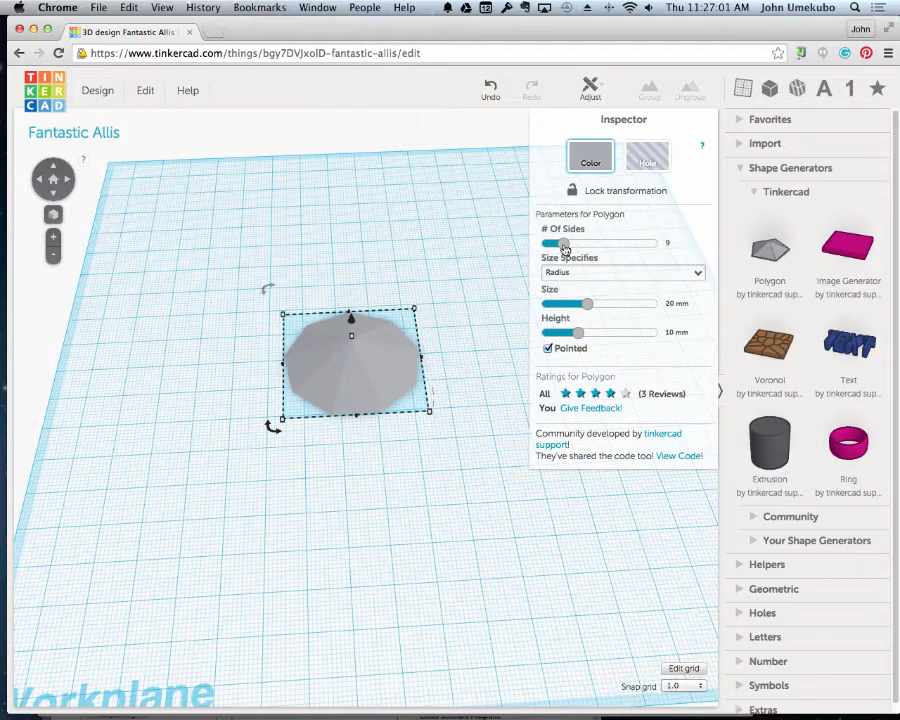 Chrome File Edit View History Bookmarks Window People Help Thu 11:27:01 AM John Umekubo
3D design Fantastic Allis
John
https://www.tinkercad.com/things/bgy7DVJxolD-fantastic-allis/edit
TIN
KER
CAD
Design Edit Help
Undo Redo Adjust Group Ungroup
A 1
Fantastic Allis
?
Inspector
Color Hole ?
Lock transformation
Parameters for Polygon
# Of Sides
9
Size Specifies
Radius
Size
20 mm
Height
10 mm
Pointed
Ratings for Polygon
All (3 Reviews)
You Give Feedback!
Community developed by tinkercad
support!
They've shared the code too! View Code!
Favorites
Import
Shape Generators
Tinkercad
Polygon
by tinkercad sup...
Image Generator
by tinkercad sup...
Voronoi
by tinkercad sup...
Text
by tinkercad sup...
Extrusion
by tinkercad sup...
Ring
by tinkercad sup...
Community
Your Shape Generators
Helpers
Geometric
Holes
Letters
Number
Symbols
Extras
Edit grid
Snap grid 1.0
Workplane